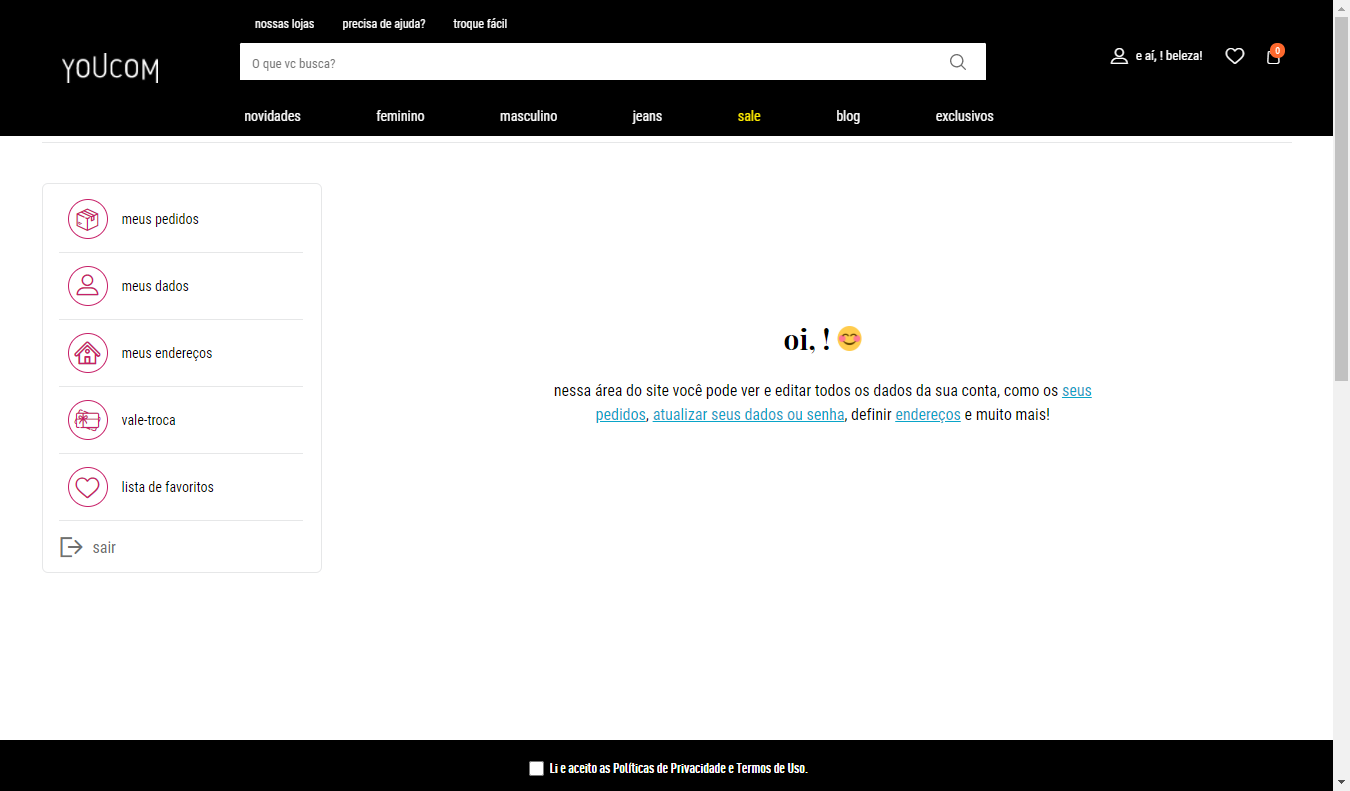 nossas lojas precisa de ajuda? troque fácil
YOUCOM
O que vc busca?
e aí, ! beleza!
0
novidades feminino masculino jeans sale blog exclusivos
meus pedidos
meus dados
meus endereços
vale-troca
lista de favoritos
sair
oi, ! 😊
nessa área do site você pode ver e editar todos os dados da sua conta, como os seus
pedidos, atualizar seus dados ou senha, definir endereços e muito mais!
Li e aceito as Políticas de Privacidade e Termos de Uso.